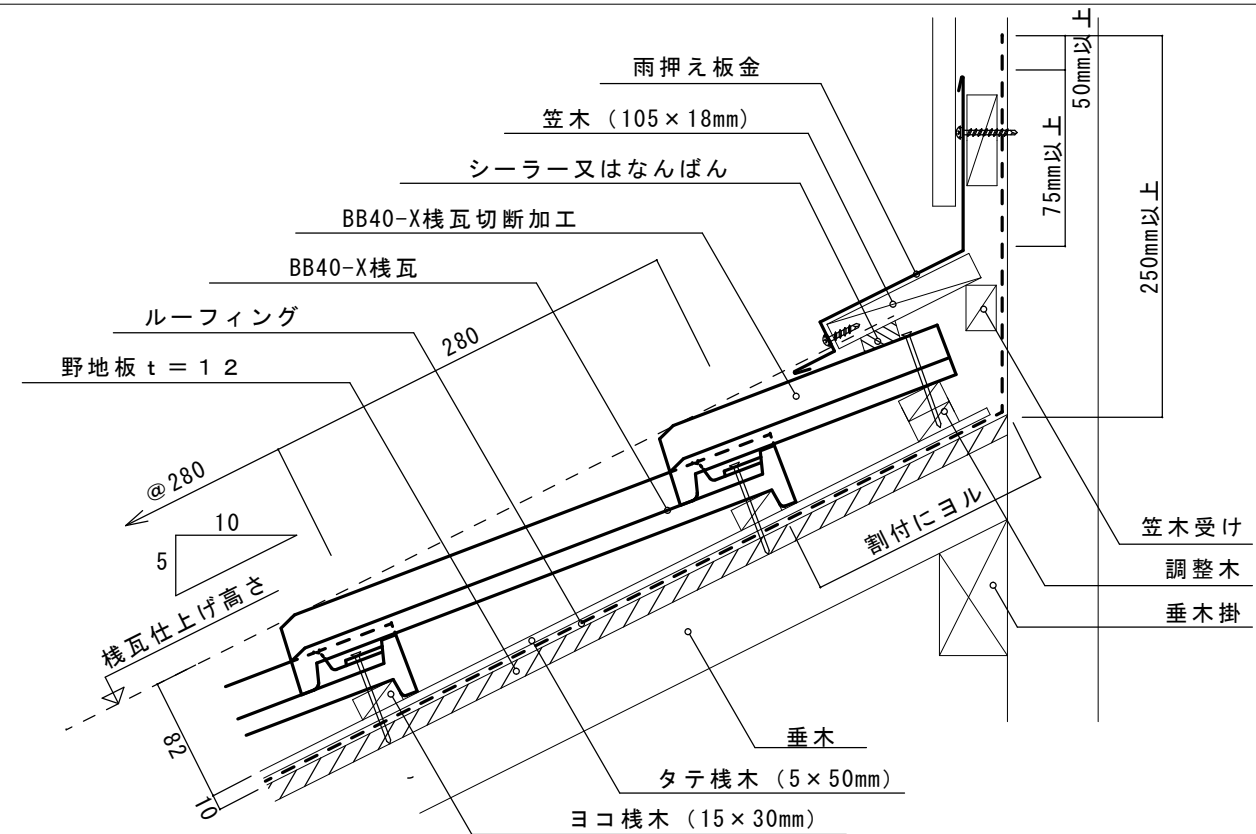 雨押え板金
笠木（105×18mm）
シーラー又はなんばん
BB40-X桟瓦切断加工
BB40-X桟瓦
ルーフィング
野地板ｔ＝１２
280
@280
10
5
桟瓦仕上げ高さ
82
10
50mm以上
75mm以上
250mm以上
割付にヨル
笠木受け
調整木
垂木掛
垂木
タテ桟木（5×50mm）
ヨコ桟木（15×30mm）